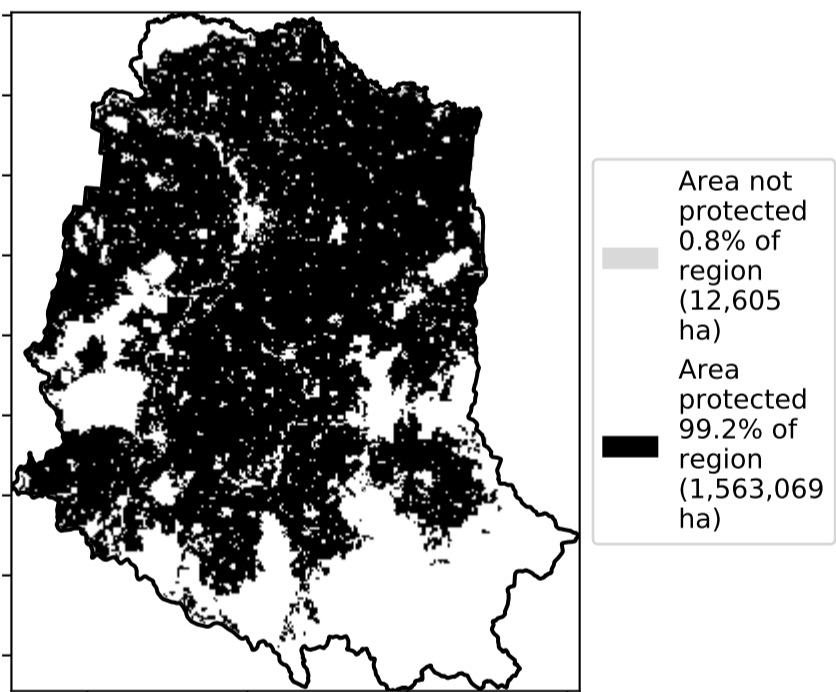 Area not
protected
0.8% of
region
(12,605
ha)
Area
protected
99.2% of
region
(1,563,069
ha)